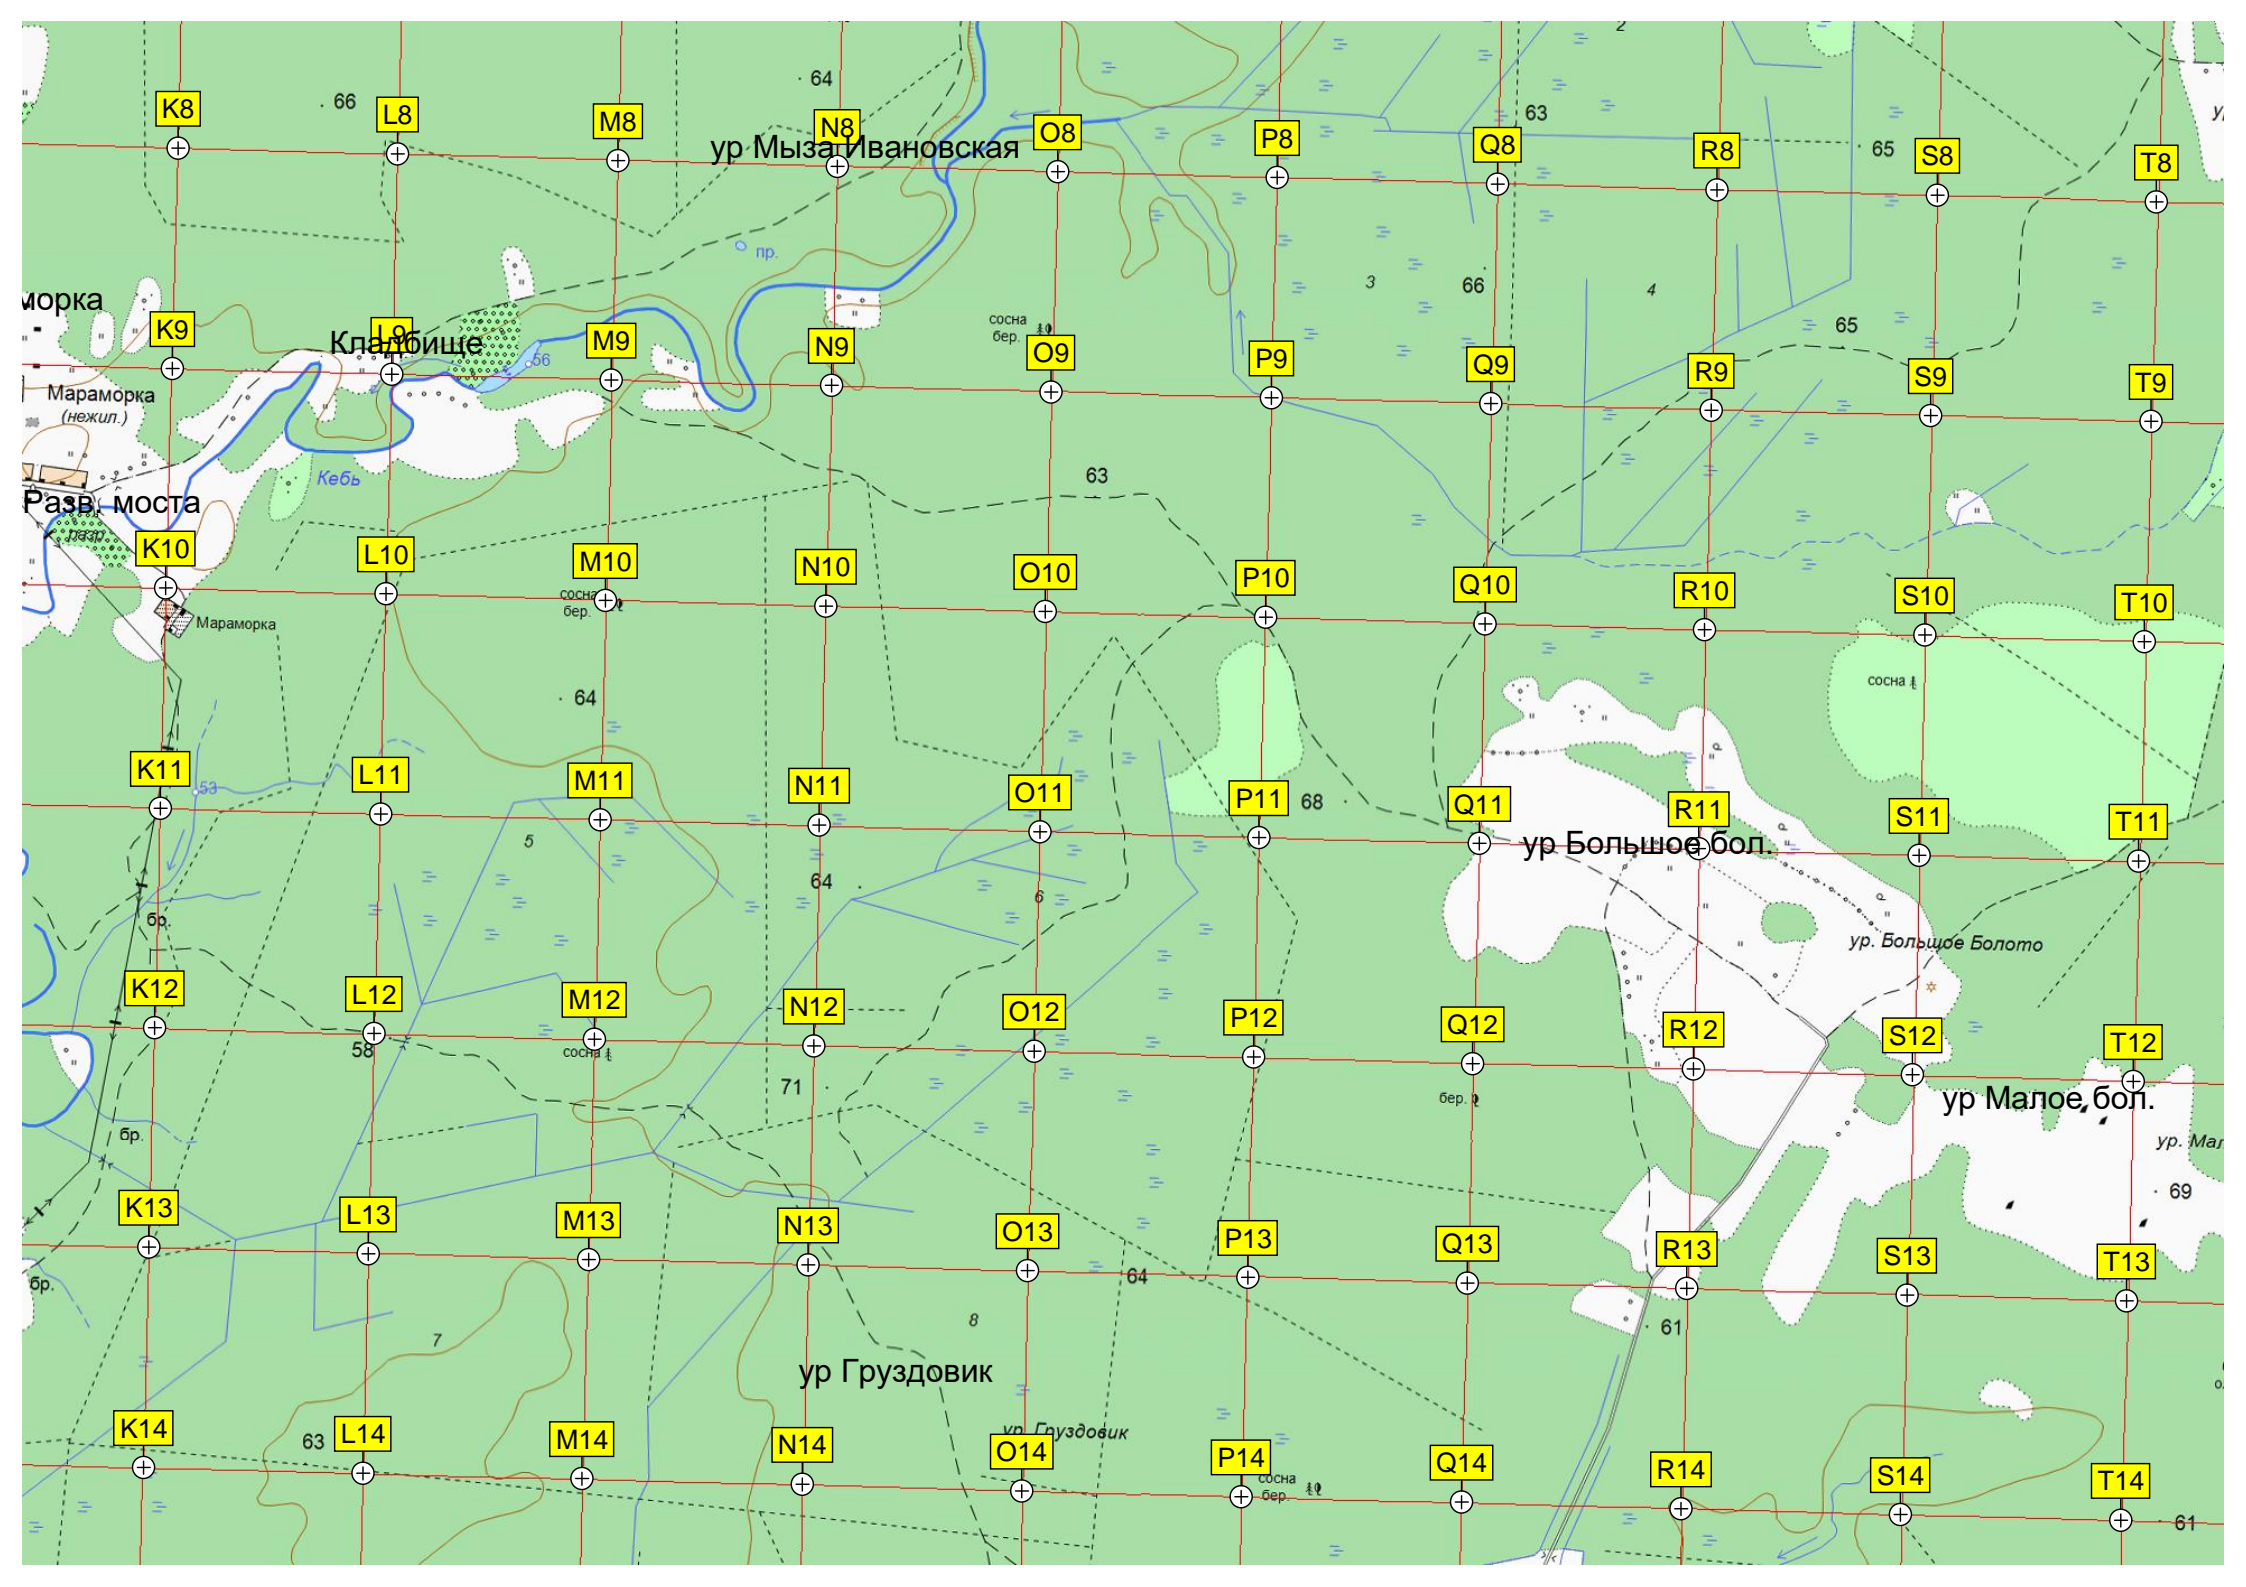 2
64
66
K8
L8
M8
N8
O8
P8
Q8
R8
S8
T8
63
65
ур Мыза Ивановская
пр.
3
66
4
морка
K9
Кладбище
L9
56
M9
N9
сосна
бер.
O9
P9
Q9
R9
65
S9
T9
Мараморка
(нежил.)
Кебь
63
Разв. моста
разр.
K10
L10
M10
N10
O10
P10
Q10
R10
S10
T10
сосна
бер.
Мараморка
64
сосна
K11
53
L11
M11
N11
O11
P11
68
Q11
R11
S11
T11
ур Большое бол.
5
64
6
бр.
ур. Большое Болото
K12
L12
M12
N12
O12
P12
Q12
R12
S12
T12
58
сосна
71
бер.
ур Малое бол.
бр.
ур. Мал
69
K13
L13
M13
N13
O13
P13
Q13
R13
S13
T13
бр.
64
7
8
61
ур Груздовик
ур. Груздовик
K14
63
L14
M14
N14
O14
P14
Q14
R14
S14
T14
сосна
бер.
61